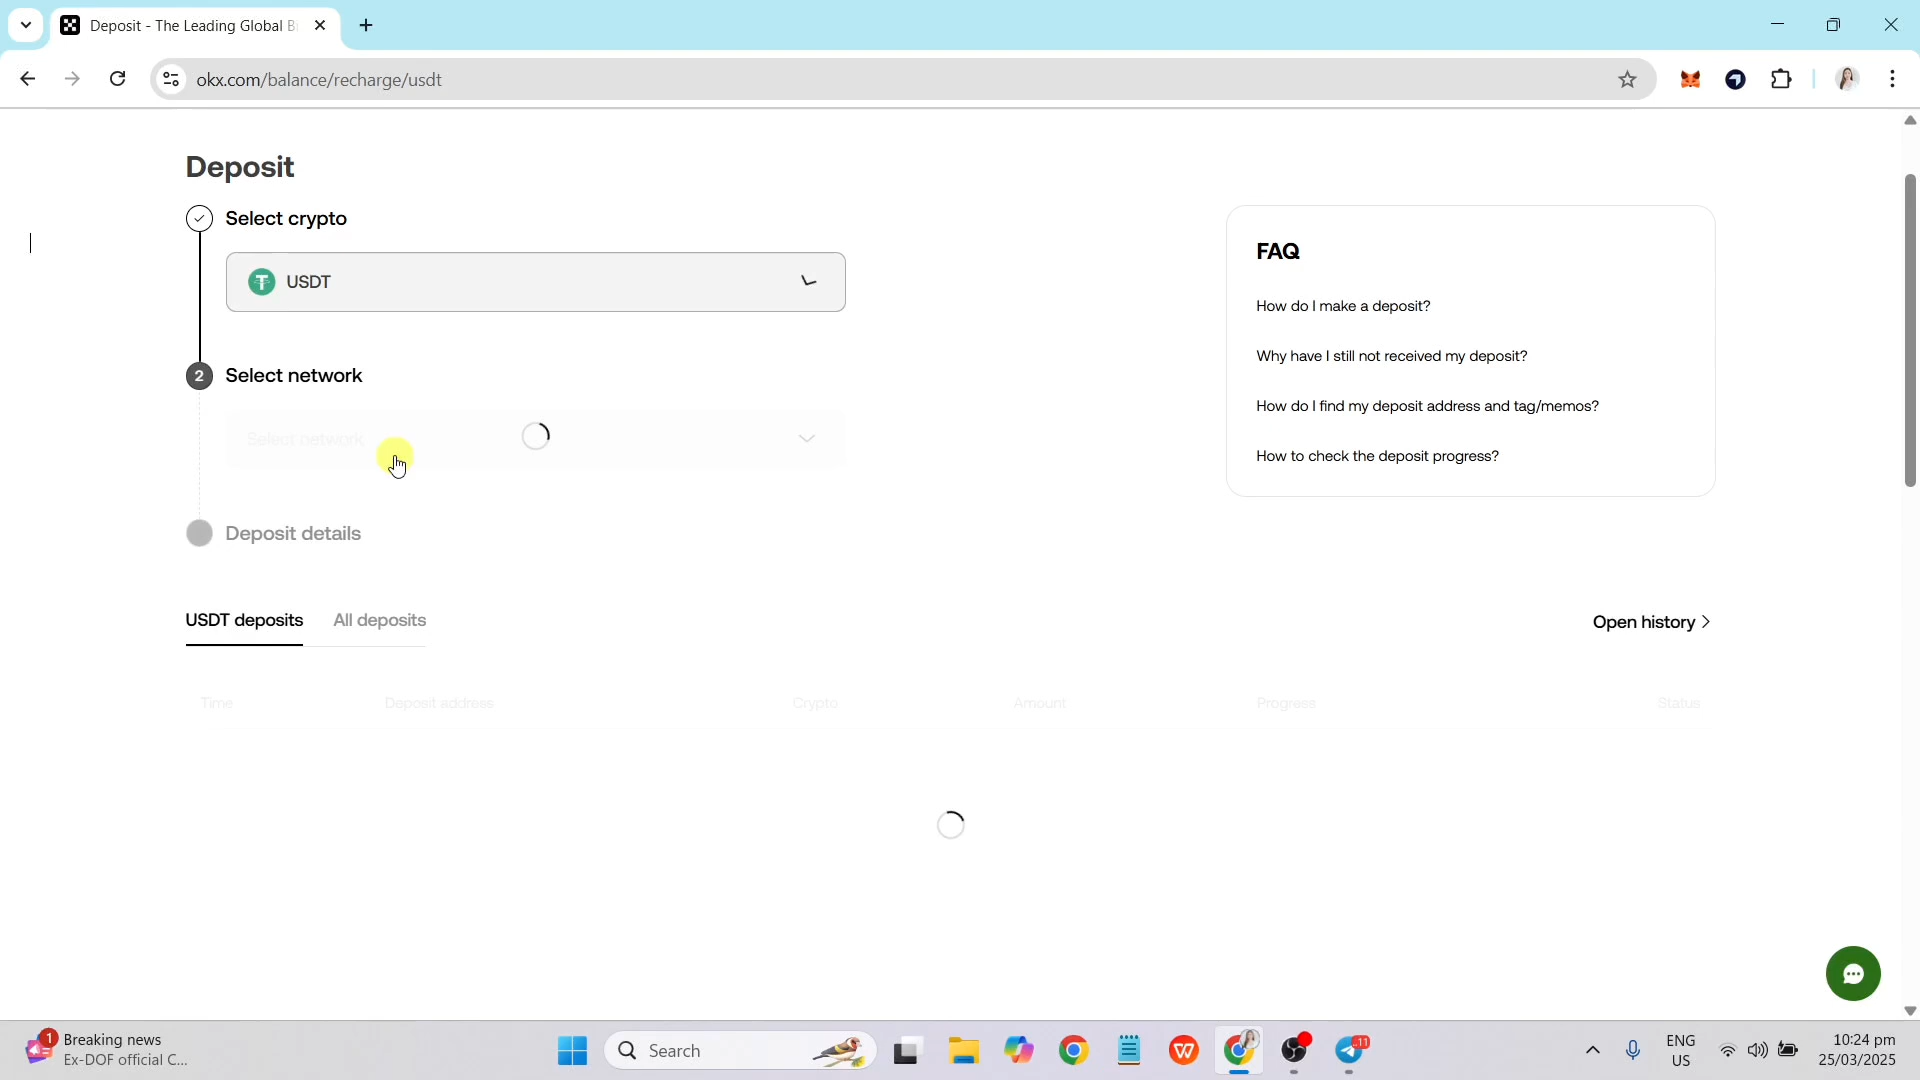 Deposit - The Leading Global B
okx.com/balance/recharge/usdt
Deposit
Select crypto
USDT
2
Select network
Select network
Deposit details
FAQ
How do I make a deposit?
Why have I still not received my deposit?
How do I find my deposit address and tag/memos?
How to check the deposit progress?
USDT deposits
All deposits
Open history
Time
Deposit address
Crypto
Amount
Progress
Status
1
Breaking news
Ex-DOF official C...
Search
11
ENG
US
10:24 pm
25/03/2025